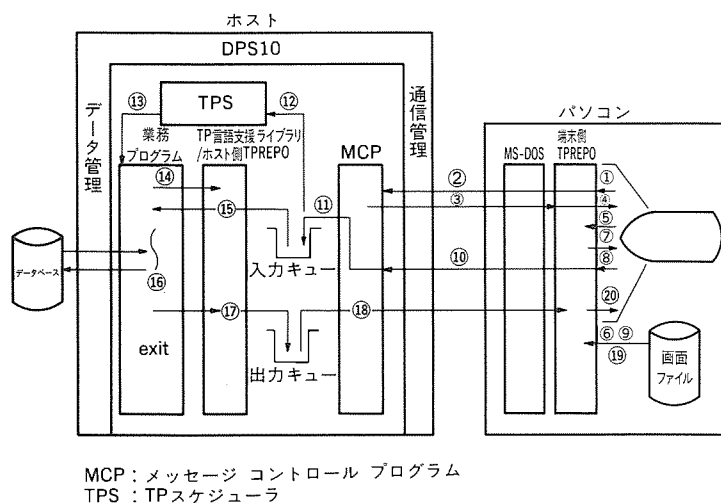 ホスト
DPS10
パソコン
データ管理
通信管理
TPS
⑬
⑫
業務
プログラム
TP言語支援ライブラリ
/ホスト側TPREPO
MCP
MS-DOS
端末側
TPREPO
⑭
⑮
⑪
②
③
①
④
⑤
⑦
⑧
⑩
入力キュー
データベース
⑯
⑰
⑱
⑳
exit
出力キュー
⑥ ⑨
⑲
画面
ファイル
MCP : メッセージ コントロール プログラム
TPS : TPスケジューラ